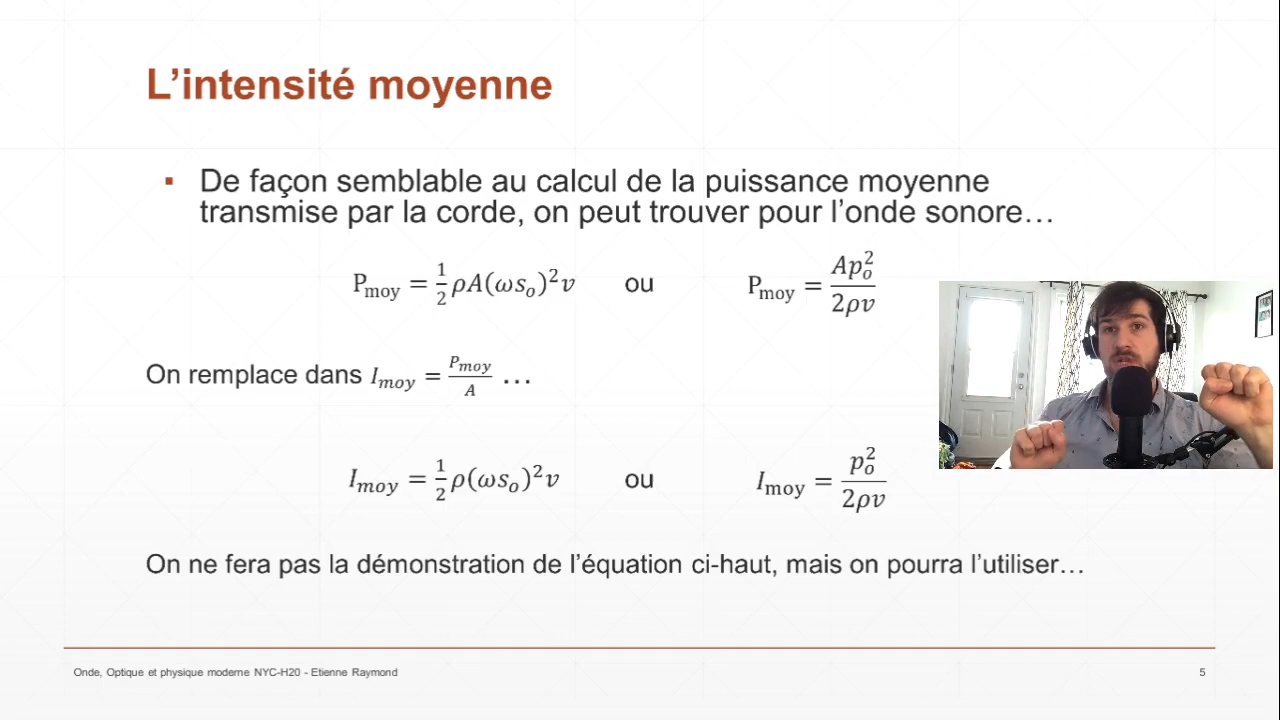 L’intensité moyenne
▪ De façon semblable au calcul de la puissance moyenne
transmise par la corde, on peut trouver pour l’onde sonore…
P_moy = 1/2 ρA(ωs_o)²v ou P_moy = Ap_o²/2ρv
On remplace dans I_moy = P_moy/A …
I_moy = 1/2 ρ(ωs_o)²v ou I_moy = p_o²/2ρv
On ne fera pas la démonstration de l’équation ci-haut, mais on pourra l’utiliser…
Onde, Optique et physique moderne NYC-H20 - Etienne Raymond 5